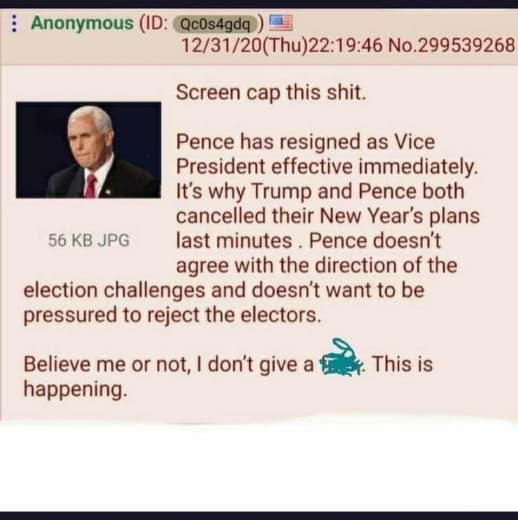 Anonymous (ID: Qc0s4gdq)
12/31/20(Thu)22:19:46 No.299539268
Screen cap this shit.
Pence has resigned as Vice
President effective immediately.
It's why Trump and Pence both
cancelled their New Year's plans
last minutes . Pence doesn't
agree with the direction of the
56 KB JPG
election challenges and doesn't want to be
pressured to reject the electors.
Believe me or not, I don't give a . This is
happening.